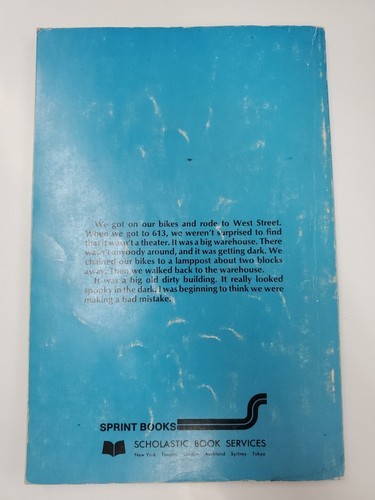 We got on our bikes and rode to West Street.
When we got to 613, we weren't surprised to find
that it wasn't a theater. It was a big warehouse. There
wasn't anybody around, and it was getting dark. We
chained our bikes to a lamppost about two blocks
away. Then we walked back to the warehouse.
It was a big old dirty building. It really looked
spooky in the dark. I was beginning to think we were
making a bad mistake.
SPRINT BOOKS
SCHOLASTIC BOOK SERVICES
New York Toronto London Auckland Sydney Tokyo